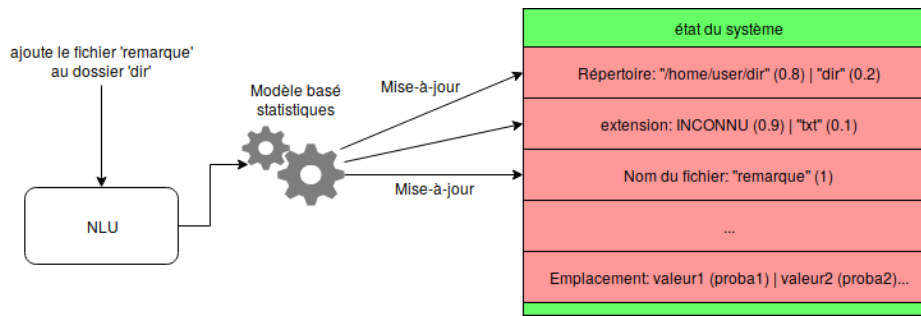 ajoute le fichier 'remarque'
au dossier 'dir'
NLU
Modèle basé
statistiques
Mise-à-jour
Mise-à-jour
état du système
Répertoire: "/home/user/dir" (0.8) | "dir" (0.2)
extension: INCONNU (0.9) | "txt" (0.1)
Nom du fichier: "remarque" (1)
...
Emplacement: valeur1 (proba1) | valeur2 (proba2)...